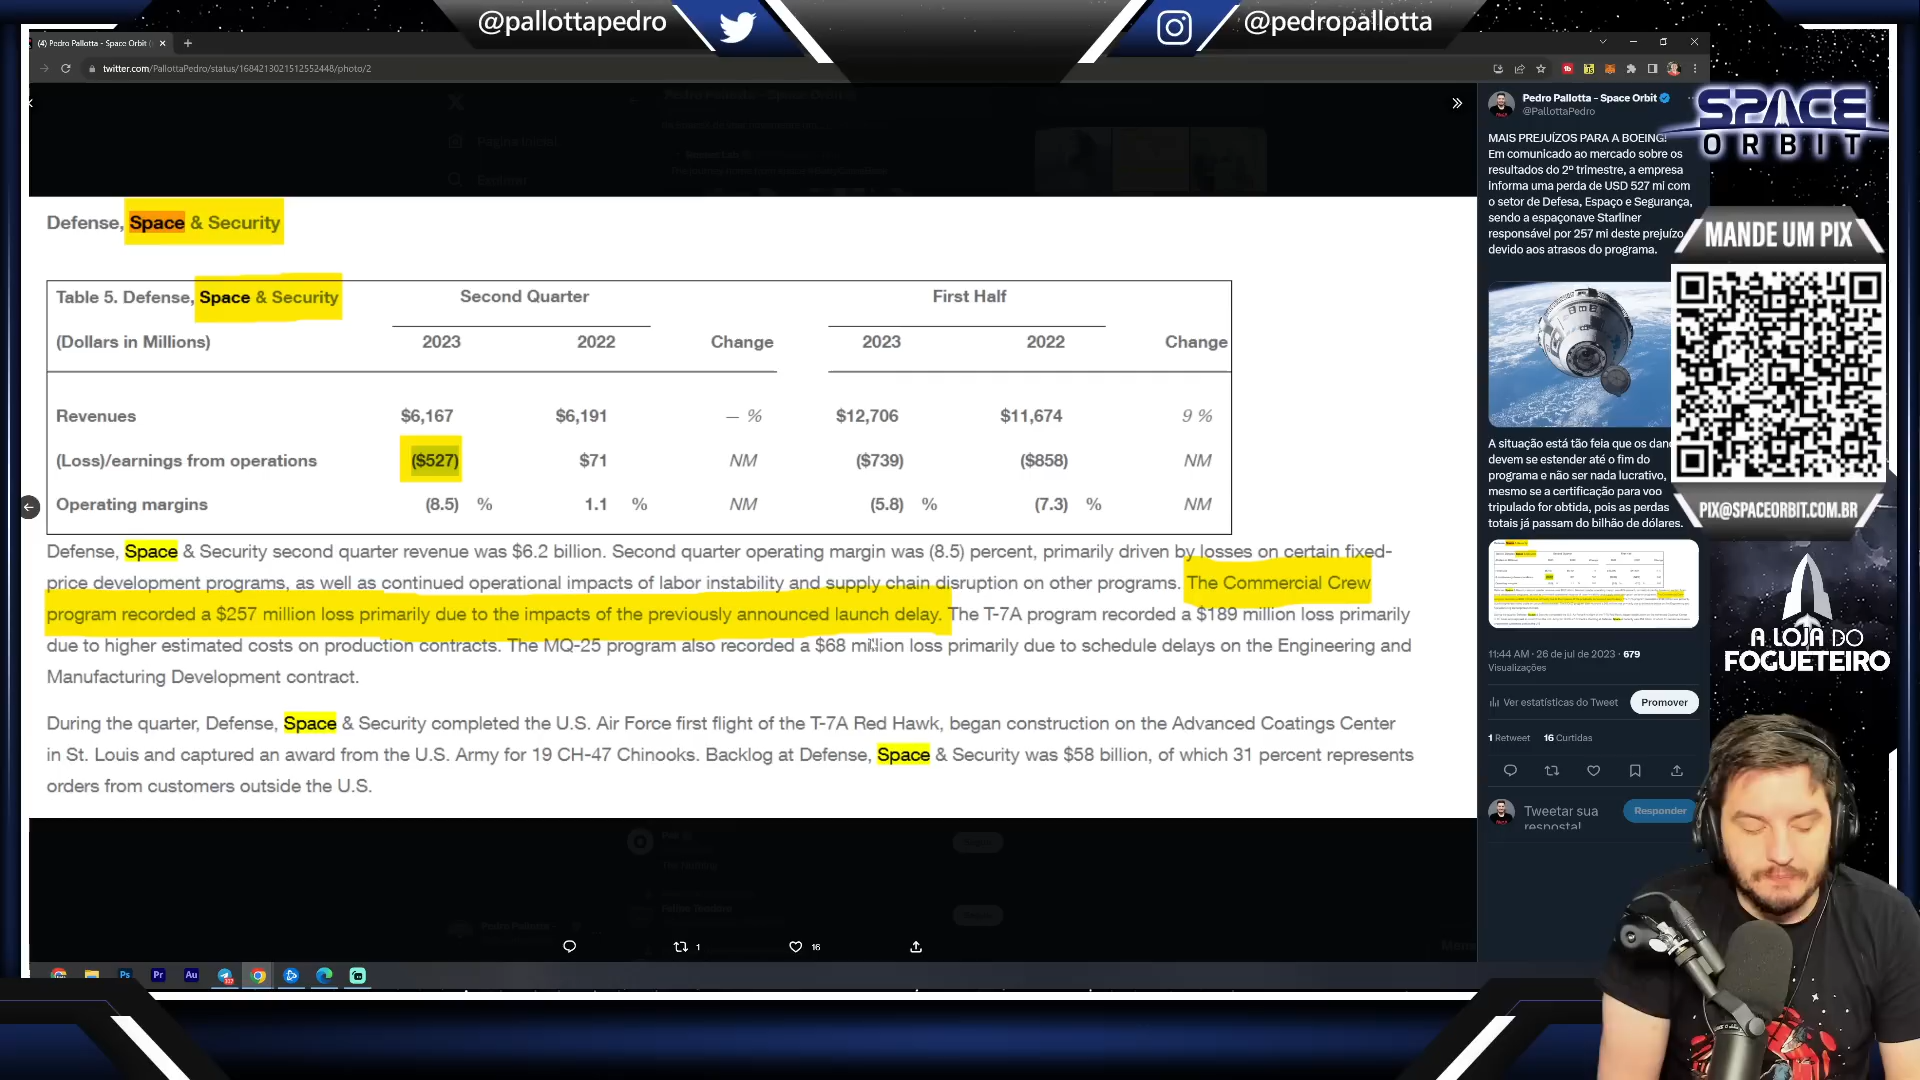 @pallottapedro
@pedropallotta
(4) Pedro Pallotta - Space Orbit (
twitter.com/PallottaPedro/status/1684213021512552448/photo/2
Defense, Space & Security
Table 5. Defense, Space & Security Second Quarter First Half
(Dollars in Millions) 2023 2022 Change 2023 2022 Change
Revenues $6,167 $6,191 — % $12,706 $11,674 9 %
(Loss)/earnings from operations ($527) $71 NM ($739) ($858) NM
Operating margins (8.5) % 1.1 % NM (5.8) % (7.3) % NM
Defense, Space & Security second quarter revenue was $6.2 billion. Second quarter operating margin was (8.5) percent, primarily driven by losses on certain fixed-
price development programs, as well as continued operational impacts of labor instability and supply chain disruption on other programs. The Commercial Crew
program recorded a $257 million loss primarily due to the impacts of the previously announced launch delay. The T-7A program recorded a $189 million loss primarily
due to higher estimated costs on production contracts. The MQ-25 program also recorded a $68 million loss primarily due to schedule delays on the Engineering and
Manufacturing Development contract.
During the quarter, Defense, Space & Security completed the U.S. Air Force first flight of the T-7A Red Hawk, began construction on the Advanced Coatings Center
in St. Louis and captured an award from the U.S. Army for 19 CH-47 Chinooks. Backlog at Defense, Space & Security was $58 billion, of which 31 percent represents
orders from customers outside the U.S.
1
16
Ps
Pr
Au
Pedro Pallotta - Space Orbit
@PallottaPedro
MAIS PREJUÍZOS PARA A BOEING!
Em comunicado ao mercado sobre os
resultados do 2º trimestre, a empresa
informa uma perda de USD 527 mi com
o setor de Defesa, Espaço e Segurança,
sendo a espaçonave Starliner
responsável por 257 mi deste prejuízo
devido aos atrasos do programa.
A situação está tão feia que os dano
devem se estender até o fim do
programa e não ser nada lucrativo,
mesmo se a certificação para voo
tripulado for obtida, pois as perdas
totais já passam do bilhão de dólares.
11:44 AM · 26 de jul de 2023 · 679
Visualizações
Ver estatísticas do Tweet
Promover
1 Retweet 16 Curtidas
Tweetar sua
resposta!
Responder
SPACE
ORBIT
MANDE UM PIX
PIX@SPACEORBIT.COM.BR
A LOJA DO
FOGUETEIRO